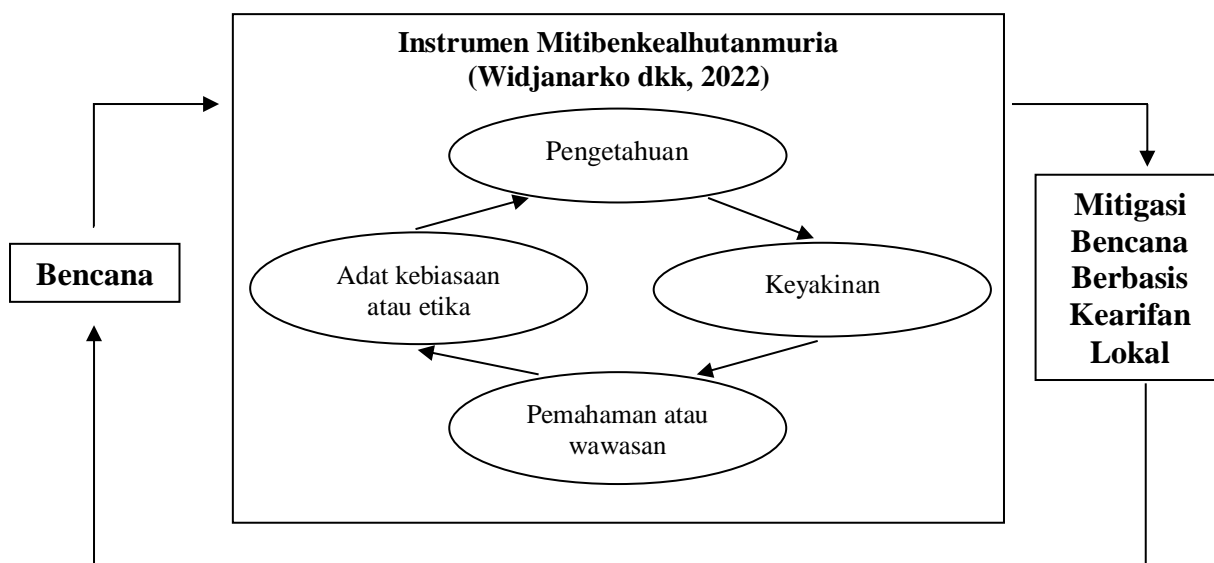 Instrumen Mitibenkealhutanmuria
(Widjanarko dkk, 2022)
Pengetahuan
Bencana
Adat kebiasaan
atau etika
Keyakinan
Pemahaman atau
wawasan
Mitigasi
Bencana
Berbasis
Kearifan
Lokal